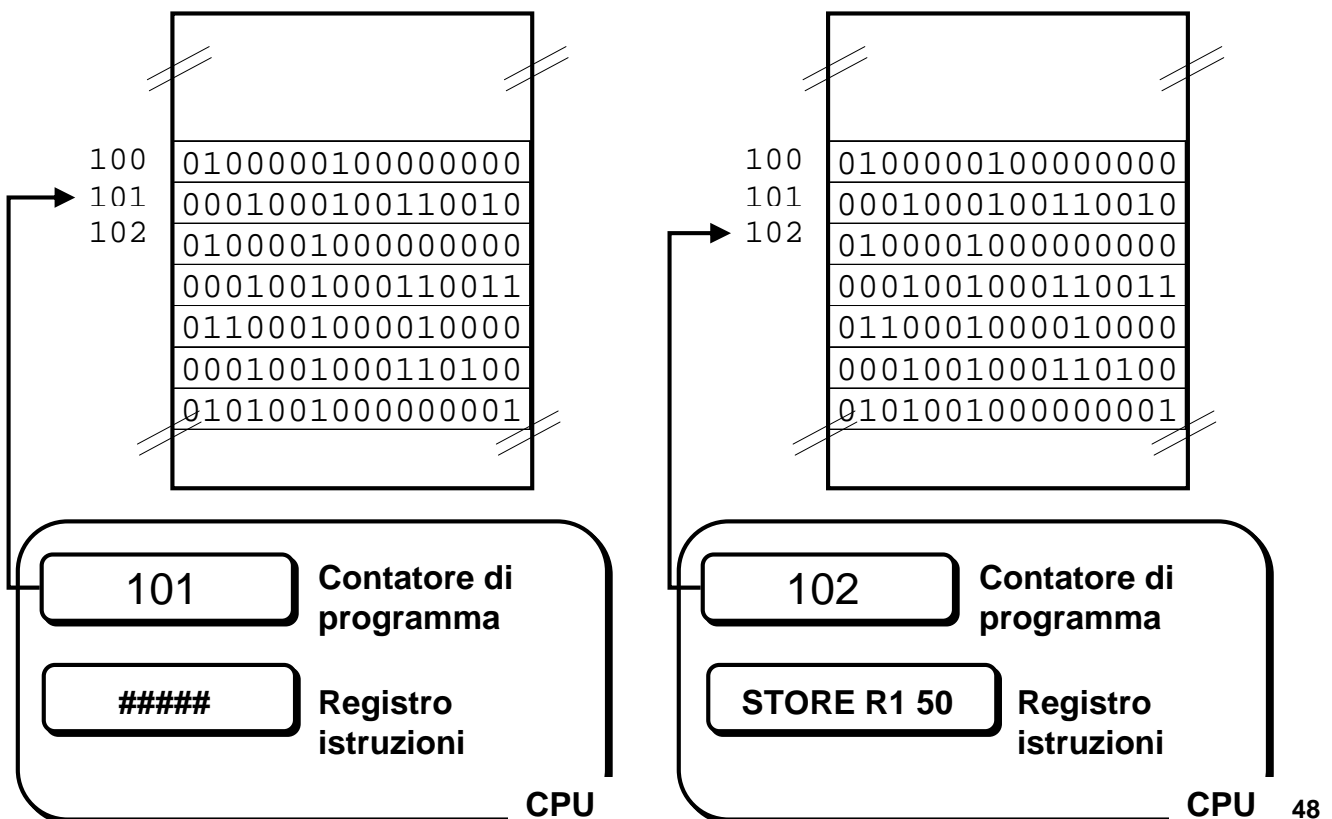 100
101
102
0100000100000000
0001000100110010
0100001000000000
0001001000110011
0110001000010000
0001001000110100
0101001000000001
101
Contatore di
programma
#####
Registro
istruzioni
CPU
100
101
102
0100000100000000
0001000100110010
0100001000000000
0001001000110011
0110001000010000
0001001000110100
0101001000000001
102
Contatore di
programma
STORE R1 50
Registro
istruzioni
CPU
48